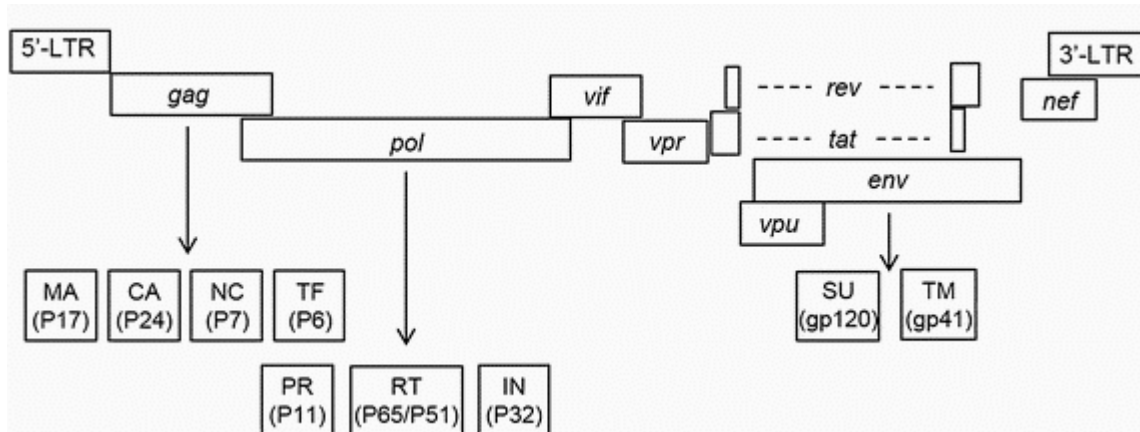 5'-LTR
3'-LTR
gag
vif
rev
nef
pol
vpr
tat
env
vpu
MA
(P17)
CA
(P24)
NC
(P7)
TF
(P6)
SU
(gp120)
TM
(gp41)
PR
(P11)
RT
(P65/P51)
IN
(P32)